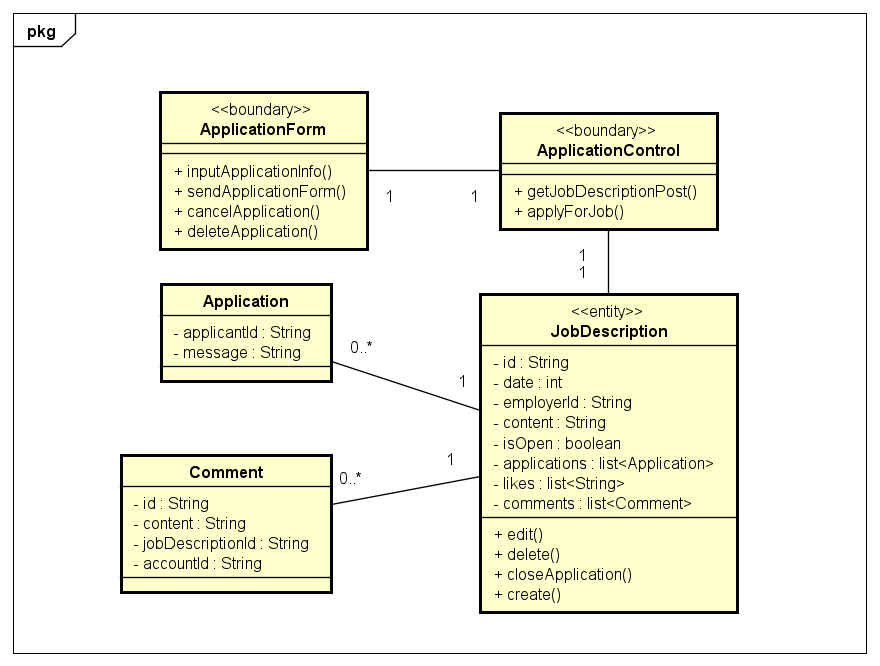 pkg
<<boundary>>
ApplicationForm
+ inputApplicationInfo()
+ sendApplicationForm()
+ cancelApplication()
+ deleteApplication()
1
1
<<boundary>>
ApplicationControl
+ getJobDescriptionPost()
+ applyForJob()
1
1
Application
- applicantId : String
- message : String
0..*
1
<<entity>>
JobDescription
- id : String
- date : int
- employerId : String
- content : String
- isOpen : boolean
- applications : list<Application>
- likes : list<String>
- comments : list<Comment>
+ edit()
+ delete()
+ closeApplication()
+ create()
Comment
- id : String
- content : String
- jobDescriptionId : String
- accountId : String
0..*
1